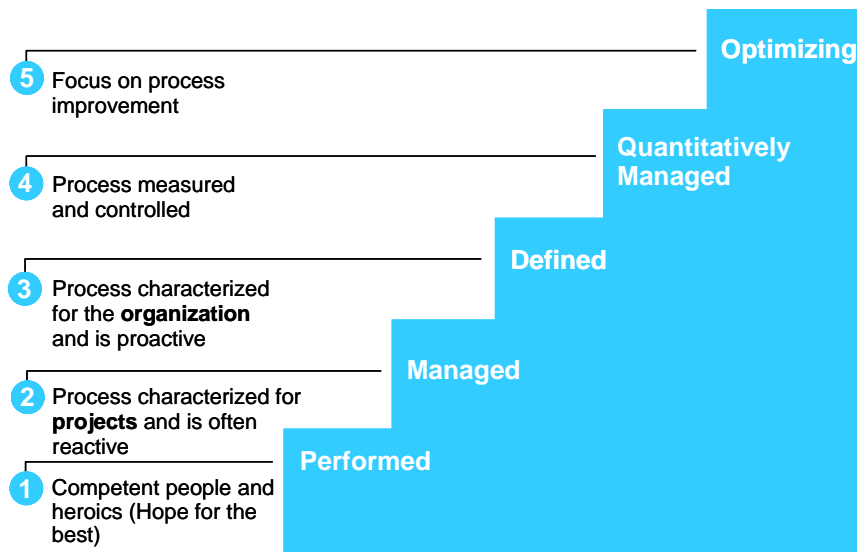 Optimizing
5
Focus on process
improvement
Quantitatively
Managed
4
Process measured
and controlled
Defined
3
Process characterized
for the organization
and is proactive
Managed
2
Process characterized for
projects and is often
reactive
Performed
1
Competent people and
heroics (Hope for the
best)